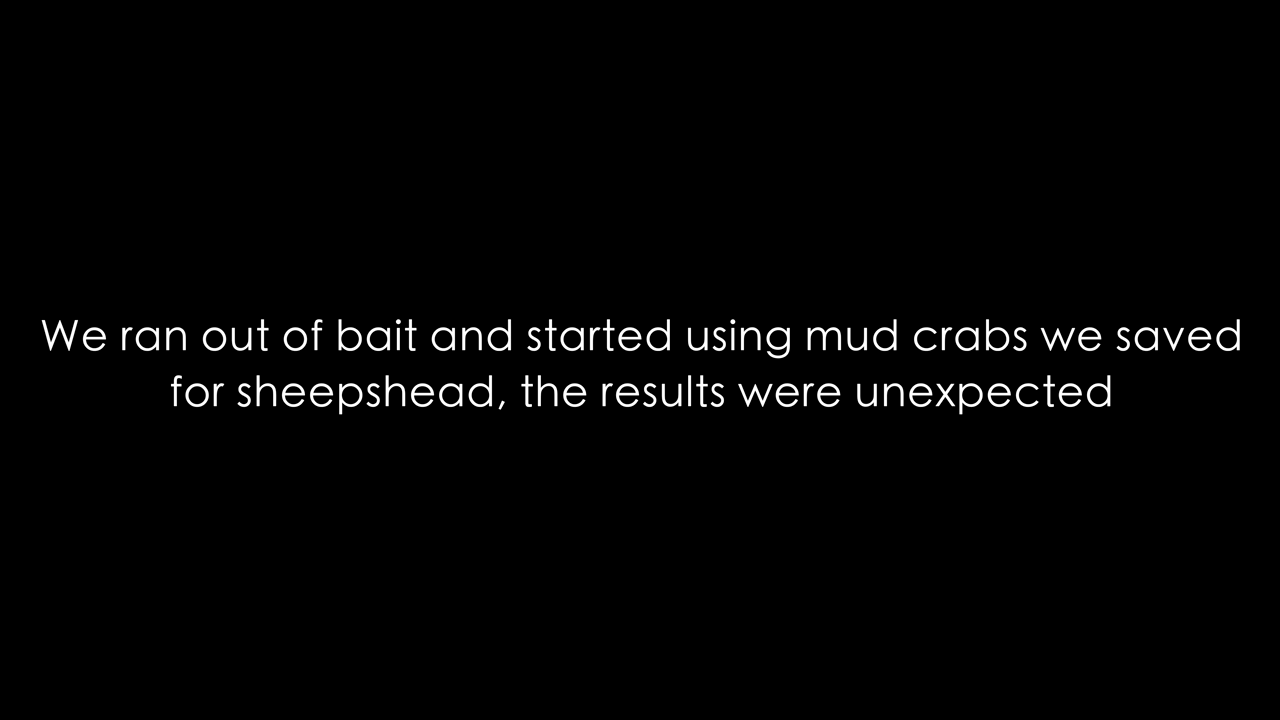 We ran out of bait and started using mud crabs we saved
for sheepshead, the results were unexpected